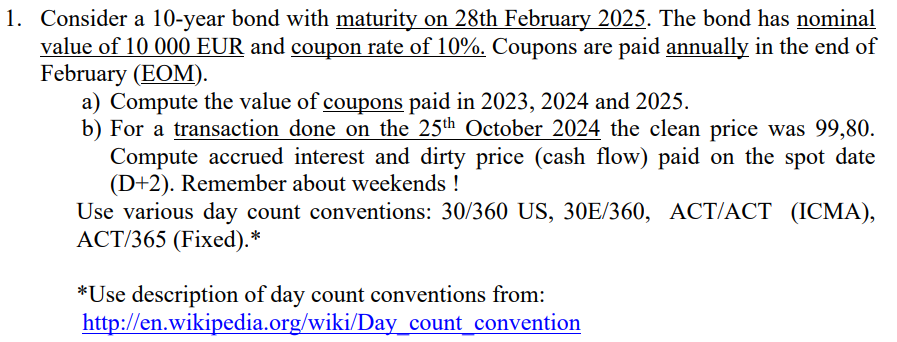 1. Consider a 10-year bond with maturity on 28th February 2025. The bond has nominal
value of 10 000 EUR and coupon rate of 10%. Coupons are paid annually in the end of
February (EOM).
a) Compute the value of coupons paid in 2023, 2024 and 2025.
b) For a transaction done on the 25th October 2024 the clean price was 99,80.
Compute accrued interest and dirty price (cash flow) paid on the spot date
(D+2). Remember about weekends !
Use various day count conventions: 30/360 US, 30E/360, ACT/ACT (ICMA),
ACT/365 (Fixed).*
*Use description of day count conventions from:
http://en.wikipedia.org/wiki/Day_count_convention